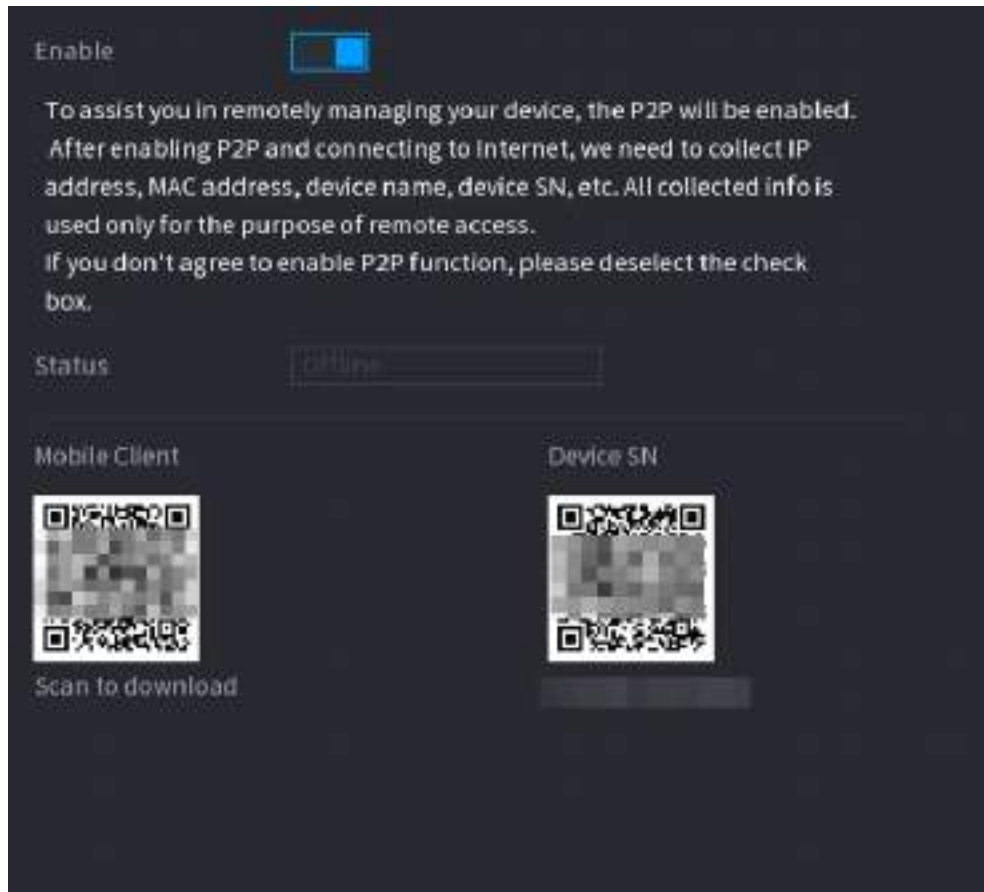 Enable
To assist you in remotely managing your device, the P2P will be enabled.
After enabling P2P and connecting to Internet, we need to collect IP
address, MAC address, device name, device SN, etc. All collected info is
used only for the purpose of remote access.
If you don't agree to enable P2P function, please deselect the check
box.
Status
Offline
Mobile Client
Device SN
Scan to download